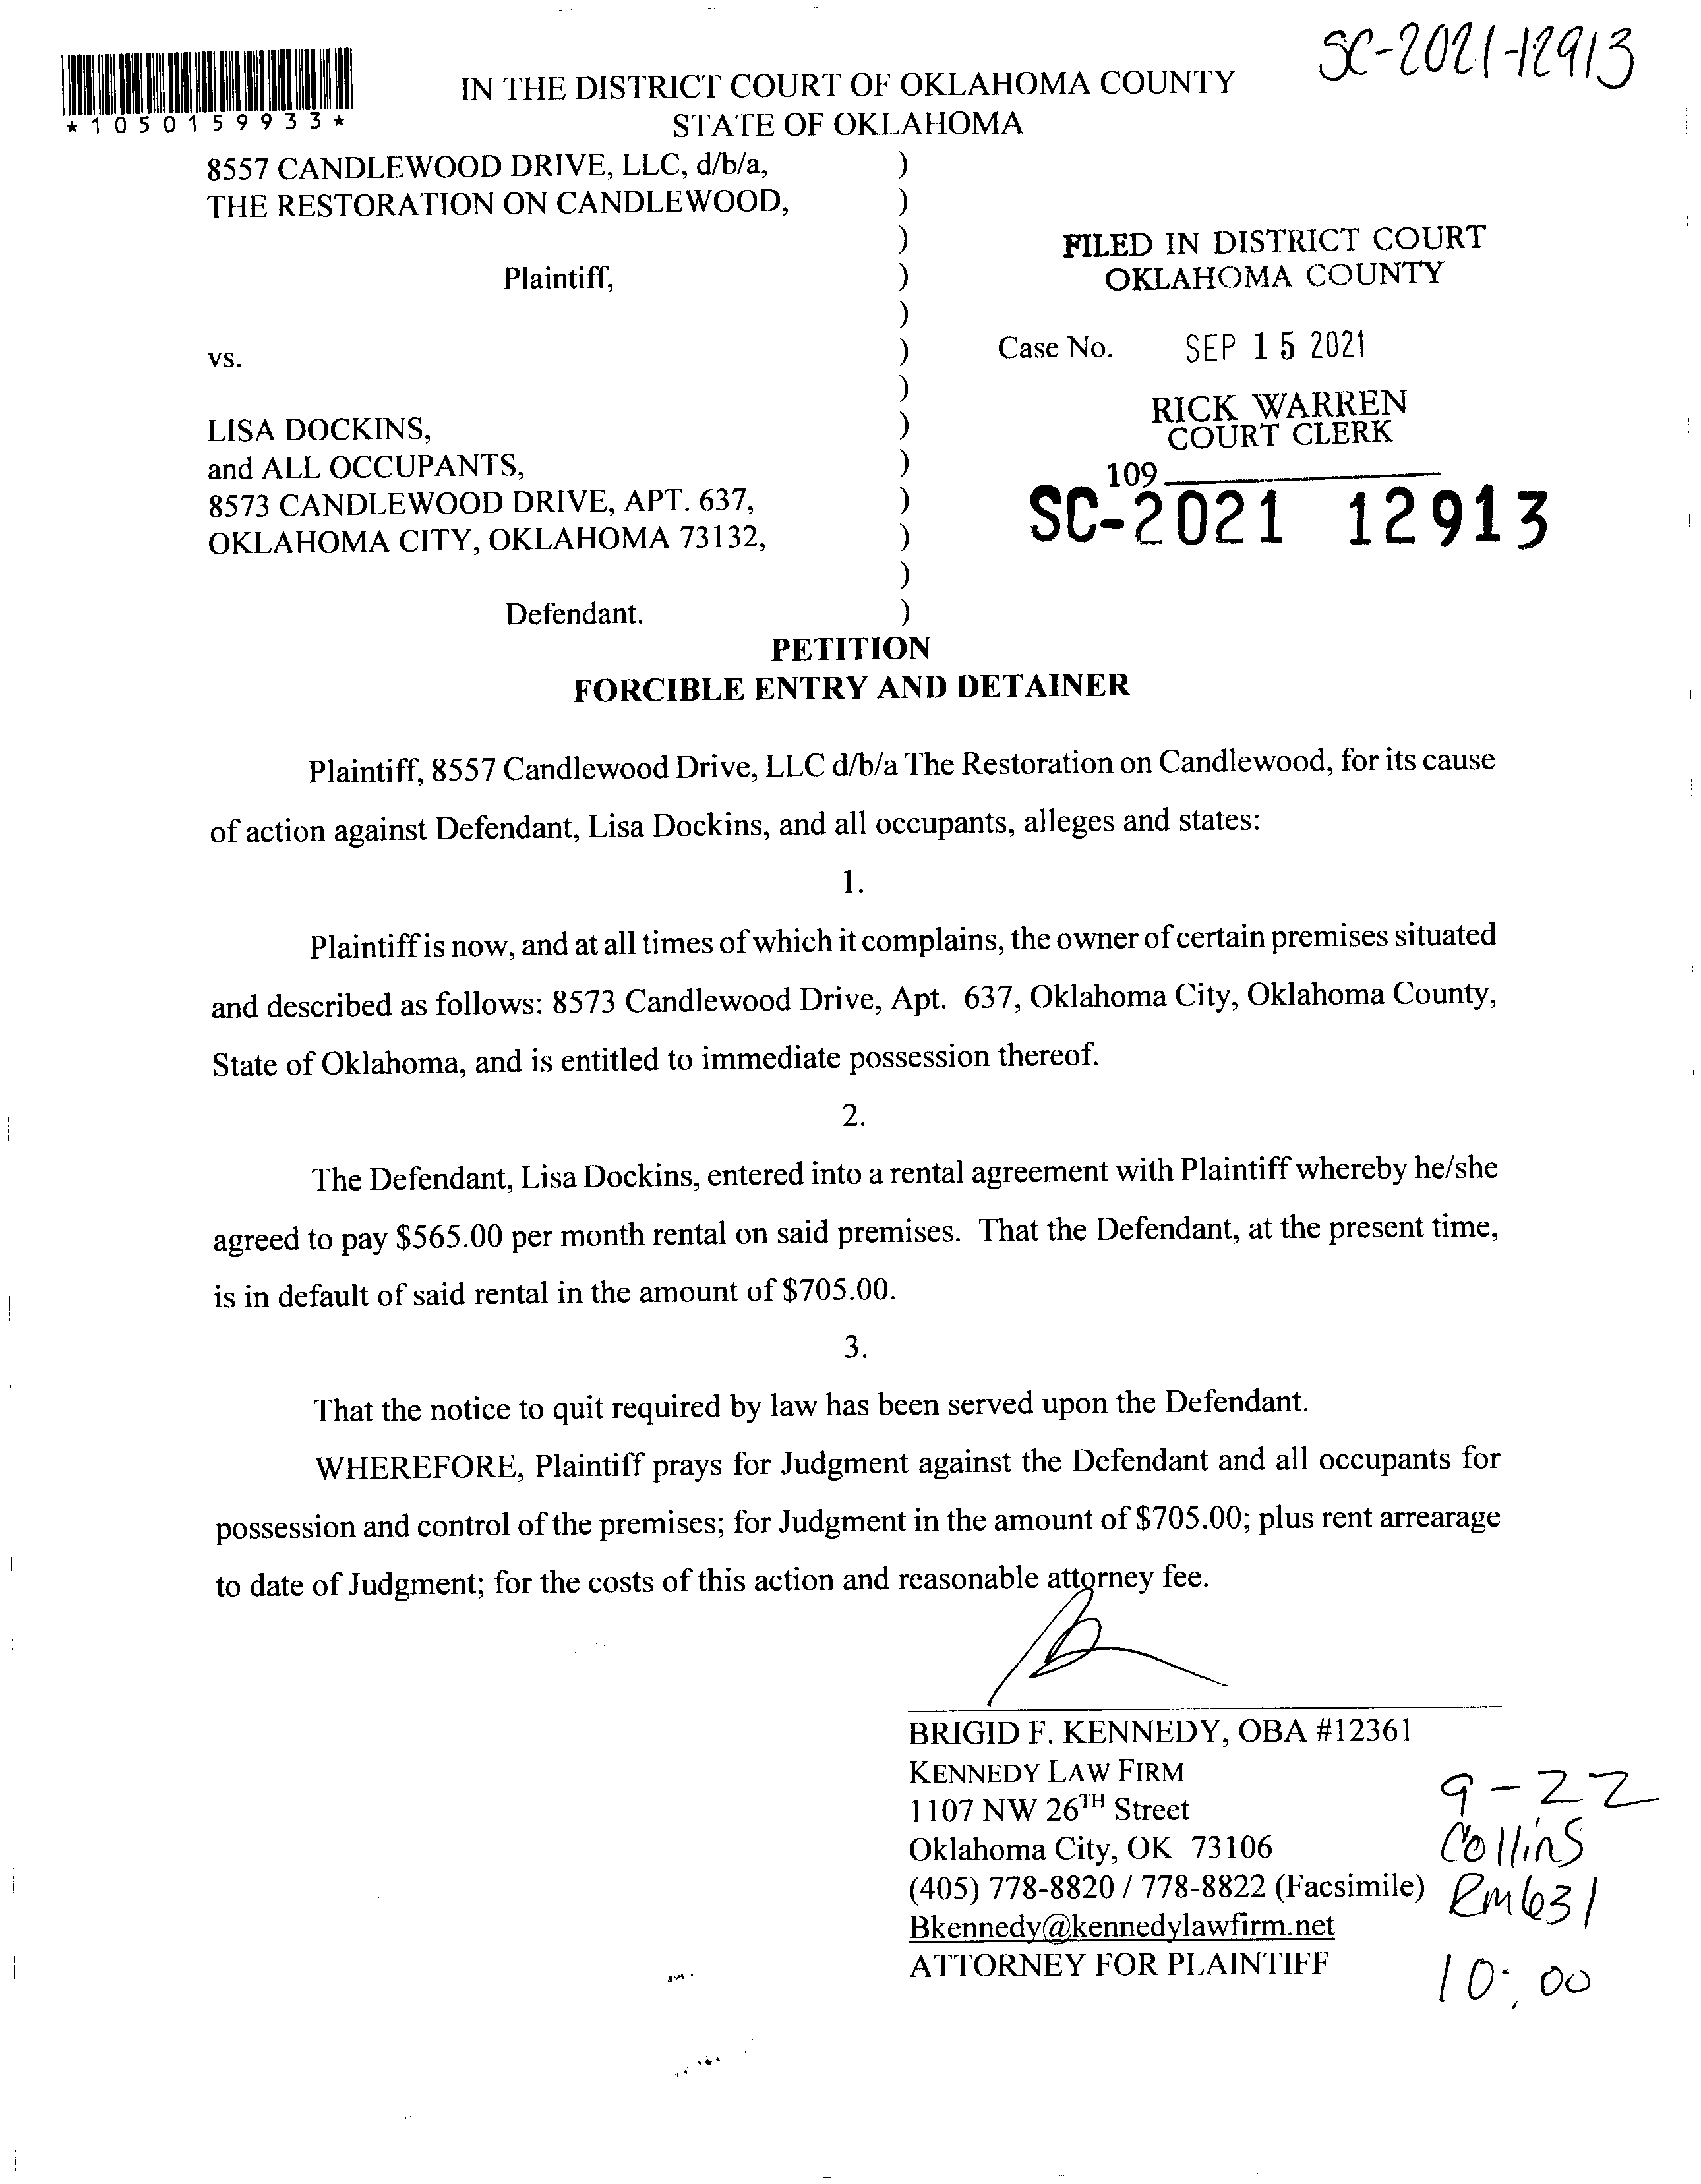 SC-2021-12913
*1050159933*
IN THE DISTRICT COURT OF OKLAHOMA COUNTY
STATE OF OKLAHOMA
8557 CANDLEWOOD DRIVE, LLC, d/b/a, )
THE RESTORATION ON CANDLEWOOD, )
)
Plaintiff, )
)
vs. )
)
LISA DOCKINS, )
and ALL OCCUPANTS, )
8573 CANDLEWOOD DRIVE, APT. 637, )
OKLAHOMA CITY, OKLAHOMA 73132, )
)
Defendant. )
FILED IN DISTRICT COURT
OKLAHOMA COUNTY
Case No. SEP 15 2021
RICK WARREN
COURT CLERK
109
SC-2021 12913
PETITION
FORCIBLE ENTRY AND DETAINER
Plaintiff, 8557 Candlewood Drive, LLC d/b/a The Restoration on Candlewood, for its cause
of action against Defendant, Lisa Dockins, and all occupants, alleges and states:
1.
Plaintiff is now, and at all times of which it complains, the owner of certain premises situated
and described as follows: 8573 Candlewood Drive, Apt. 637, Oklahoma City, Oklahoma County,
State of Oklahoma, and is entitled to immediate possession thereof.
2.
The Defendant, Lisa Dockins, entered into a rental agreement with Plaintiff whereby he/she
agreed to pay $565.00 per month rental on said premises. That the Defendant, at the present time,
is in default of said rental in the amount of $705.00.
3.
That the notice to quit required by law has been served upon the Defendant.
WHEREFORE, Plaintiff prays for Judgment against the Defendant and all occupants for
possession and control of the premises; for Judgment in the amount of $705.00; plus rent arrearage
to date of Judgment; for the costs of this action and reasonable attorney fee.
BRIGID F. KENNEDY, OBA #12361
KENNEDY LAW FIRM
1107 NW 26TH Street
Oklahoma City, OK 73106
(405) 778-8820 / 778-8822 (Facsimile)
Bkennedy@kennedylawfirm.net
ATTORNEY FOR PLAINTIFF
9-22
Collins
RM631
10:00